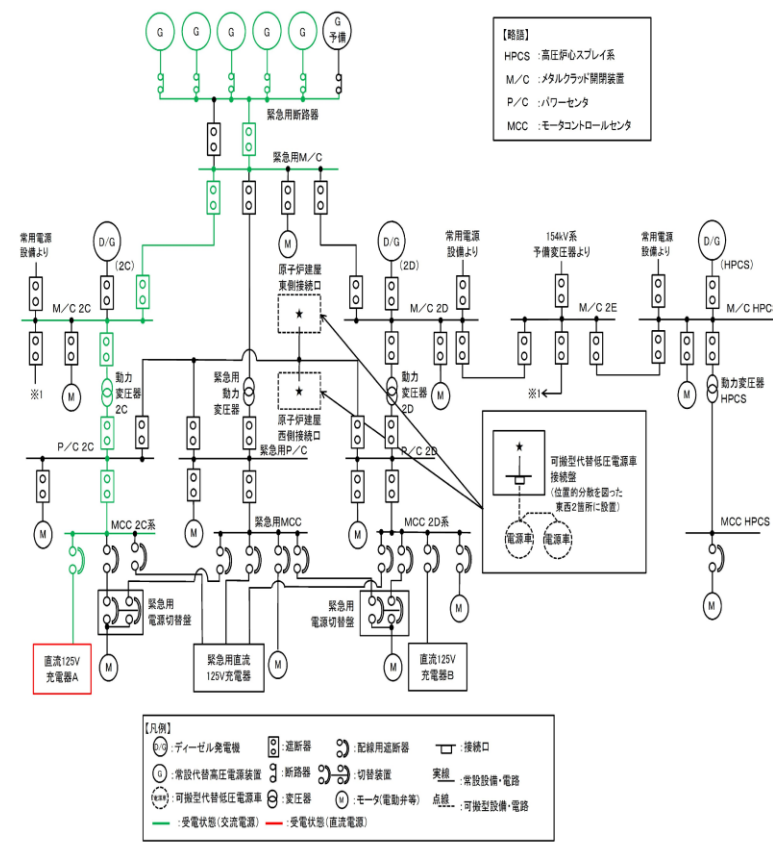 G G G G G G
予備
【略語】
HPCS ：高圧炉心スプレイ系
M／C ：メタルクラッド開閉装置
P／C ：パワーセンタ
MCC ：モータコントロールセンタ
緊急用断路器
緊急用M／C
常用電源
設備より
D/G
(2C)
M
原子炉建屋
東側接続口
★
D/G
(2D)
常用電源
設備より
154kV系
予備変圧器より
常用電源
設備より
D/G
(HPCS)
M／C 2C
M／C 2D
M／C 2E
M／C HPCS
※1
M
動力
変圧器
2C
緊急用
動力
変圧器
★
原子炉建屋
西側接続口
動力
変圧器
2D
M
※1
M
動力変圧器
HPCS
P／C 2C
緊急用P／C
P／C 2D
★
可搬型代替低圧電源車
接続盤
(位置的分散を図った
東西2箇所に設置)
電源車 電源車
M
M
M
MCC 2C系
緊急用MCC
MCC 2D系
MCC HPCS
緊急用
電源切替盤
緊急用
電源切替盤
M
M
直流125V
充電器A
M
緊急用直流
125V充電器
M
M
直流125V
充電器B
【凡例】
D/G ：ディーゼル発電機 ：遮断器 ：配線用遮断器 ：接続口
G ：常設代替高圧電源装置 ：断路器 ：切替装置 実線 ：常設設備・電路
電源車 ：可搬型代替低圧電源車 ：変圧器 M ：モータ(電動弁等) 点線 ：可搬型設備・電路
：受電状態(交流電源) ：受電状態(直流電源)